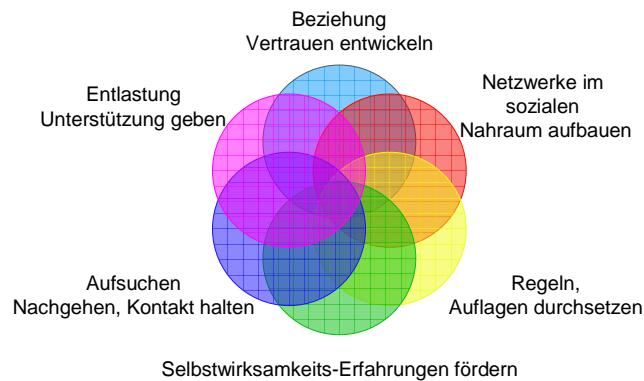 Beziehung
Vertrauen entwickeln
Entlastung
Unterstützung geben
Netzwerke im
sozialen
Nahraum aufbauen
Aufsuchen
Nachgehen, Kontakt halten
Regeln,
Auflagen durchsetzen
Selbstwirksamkeits-Erfahrungen fördern